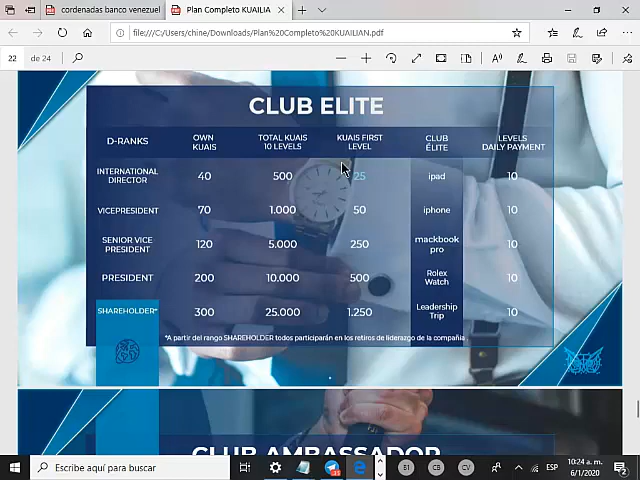 cordenadas banco venezuel
Plan Completo KUAILIA
file:///C:/Users/chine/Downloads/Plan%20Completo%20KUAILIAN.pdf
22 de 24
CLUB ELITE
D-RANKS OWN KUAIS TOTAL KUAIS 10 LEVELS KUAIS FIRST LEVEL CLUB ÉLITE LEVELS DAILY PAYMENT
INTERNATIONAL DIRECTOR 40 500 25 ipad 10
VICEPRESIDENT 70 1.000 50 iphone 10
SENIOR VICE PRESIDENT 120 5.000 250 mackbook pro 10
PRESIDENT 200 10.000 500 Rolex Watch 10
SHAREHOLDER* 300 25.000 1.250 Leadership Trip 10
*A partir del rango SHAREHOLDER todos participarán en los retiros de liderazgo de la compañia
CLUB AMBASSADOR
Escribe aquí para buscar
B1 CB CV
ESP
10:24 a. m.
6/1/2020
2